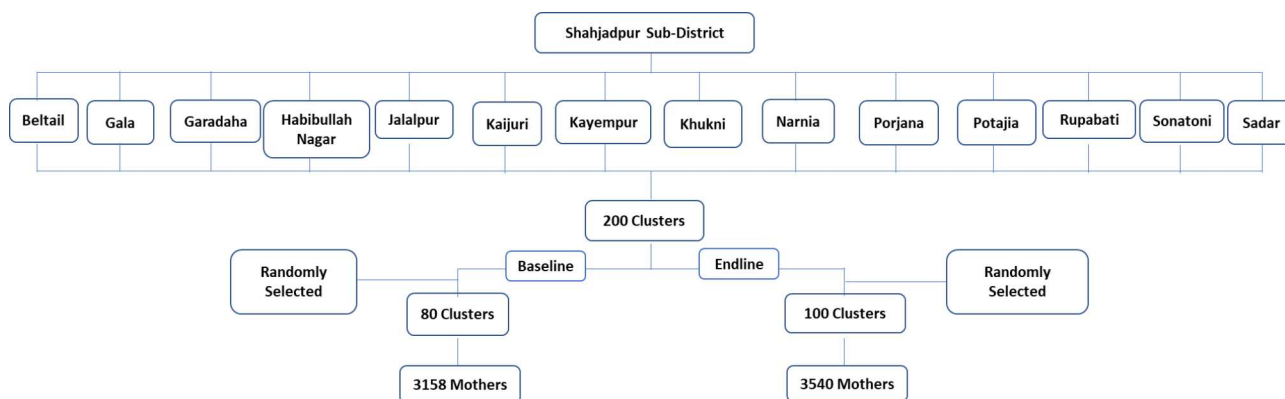 Shahjadpur Sub-District
Beltail
Gala
Garadaha
Habibullah
Nagar
Jalalpur
Kaijuri
Kayempur
Khukni
Narnia
Porjana
Potajia
Rupabati
Sonatoni
Sadar
200 Clusters
Randomly
Selected
Baseline
Endline
Randomly
Selected
80 Clusters
100 Clusters
3158 Mothers
3540 Mothers